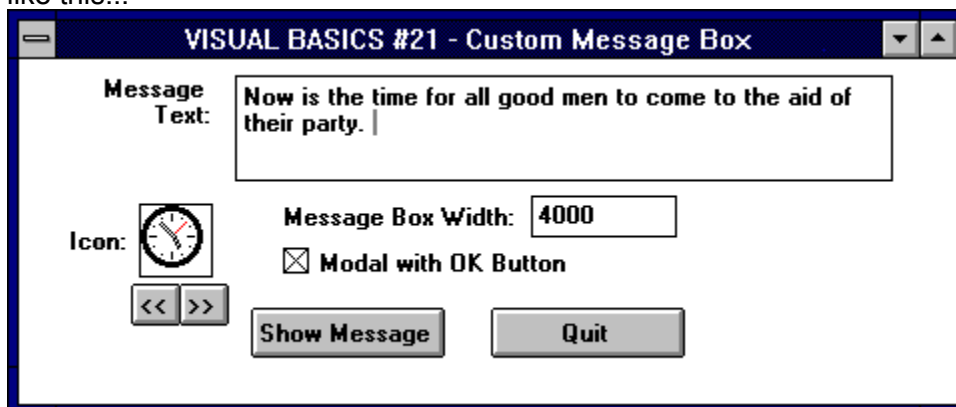 like this...
VISUAL BASICS #21 - Custom Message Box
Message
Text:
Now is the time for all good men to come to the aid of
their party.
Icon:
Message Box Width: 4000
Modal with OK Button
<< >>
Show Message Quit